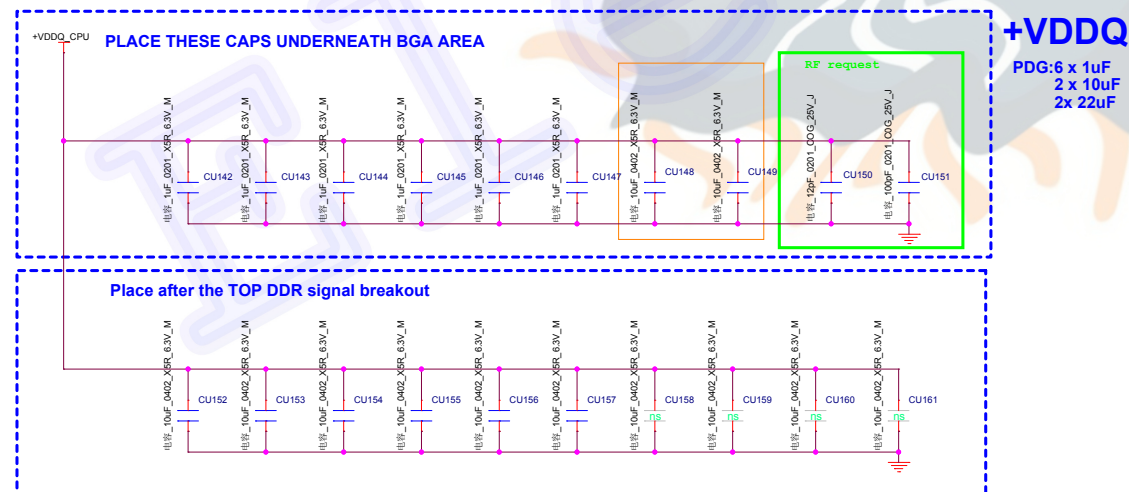 +VDDQ_CPU
PLACE THESE CAPS UNDERNEATH BGA AREA
+VDDQ
PDG:6 x 1uF
2 x 10uF
2x 22uF
RF request
电容_1uF_0201_X5R_6.3V_M
电容_1uF_0201_X5R_6.3V_M
电容_1uF_0201_X5R_6.3V_M
电容_1uF_0201_X5R_6.3V_M
电容_1uF_0201_X5R_6.3V_M
电容_1uF_0201_X5R_6.3V_M
电容_10uF_0402_X5R_6.3V_M
电容_10uF_0402_X5R_6.3V_M
电容_12pF_0201_C0G_25V_J
电容_100pF_0201_C0G_25V_J
CU142
CU143
CU144
CU145
CU146
CU147
CU148
CU149
CU150
CU151
Place after the TOP DDR signal breakout
电容_10uF_0402_X5R_6.3V_M
电容_10uF_0402_X5R_6.3V_M
电容_10uF_0402_X5R_6.3V_M
电容_10uF_0402_X5R_6.3V_M
电容_10uF_0402_X5R_6.3V_M
电容_10uF_0402_X5R_6.3V_M
电容_10uF_0402_X5R_6.3V_M
电容_10uF_0402_X5R_6.3V_M
电容_10uF_0402_X5R_6.3V_M
电容_10uF_0402_X5R_6.3V_M
CU152
CU153
CU154
CU155
CU156
CU157
CU158
CU159
CU160
CU161
ns
ns
ns
ns